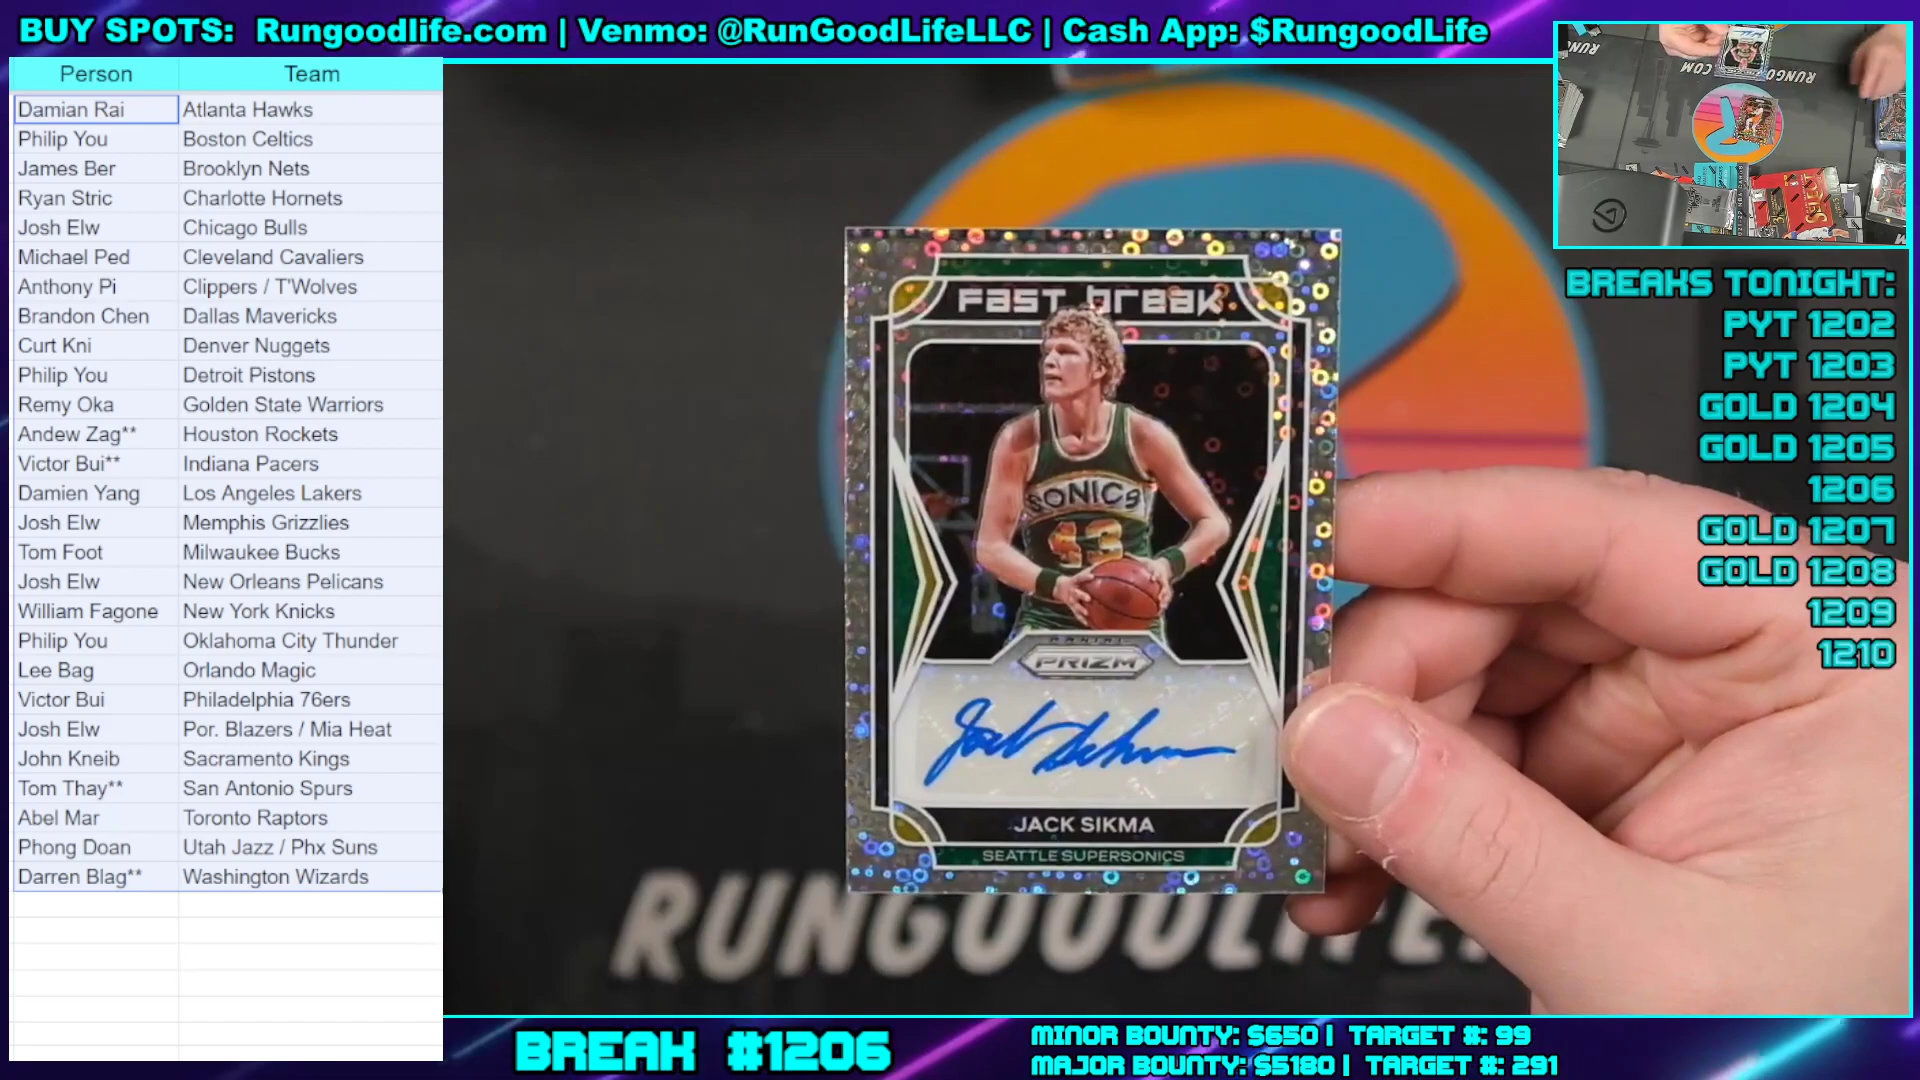 BUY SPOTS: Rungoodlife.com | Venmo: @RunGoodLifeLLC | Cash App: $RungoodLife
Person Team
Damian Rai Atlanta Hawks
Philip You Boston Celtics
James Ber Brooklyn Nets
Ryan Stric Charlotte Hornets
Josh Elw Chicago Bulls
Michael Ped Cleveland Cavaliers
Anthony Pi Clippers / T'Wolves
Brandon Chen Dallas Mavericks
Curt Kni Denver Nuggets
Philip You Detroit Pistons
Remy Oka Golden State Warriors
Andew Zag** Houston Rockets
Victor Bui** Indiana Pacers
Damien Yang Los Angeles Lakers
Josh Elw Memphis Grizzlies
Tom Foot Milwaukee Bucks
Josh Elw New Orleans Pelicans
William Fagone New York Knicks
Philip You Oklahoma City Thunder
Lee Bag Orlando Magic
Victor Bui Philadelphia 76ers
Josh Elw Por. Blazers / Mia Heat
John Kneib Sacramento Kings
Tom Thay** San Antonio Spurs
Abel Mar Toronto Raptors
Phong Doan Utah Jazz / Phx Suns
Darren Blag** Washington Wizards
Fast break
SONICS
43
PANINI
PRIZM
Jack Sikma
JACK SIKMA
SEATTLE SUPERSONICS
RUNGOODLIFE.
BREAKS TONIGHT:
PYT 1202
PYT 1203
GOLD 1204
GOLD 1205
1206
GOLD 1207
GOLD 1208
1209
1210
BREAK #1206
MINOR BOUNTY: $650 | TARGET #: 99
MAJOR BOUNTY: $5180 | TARGET #: 291